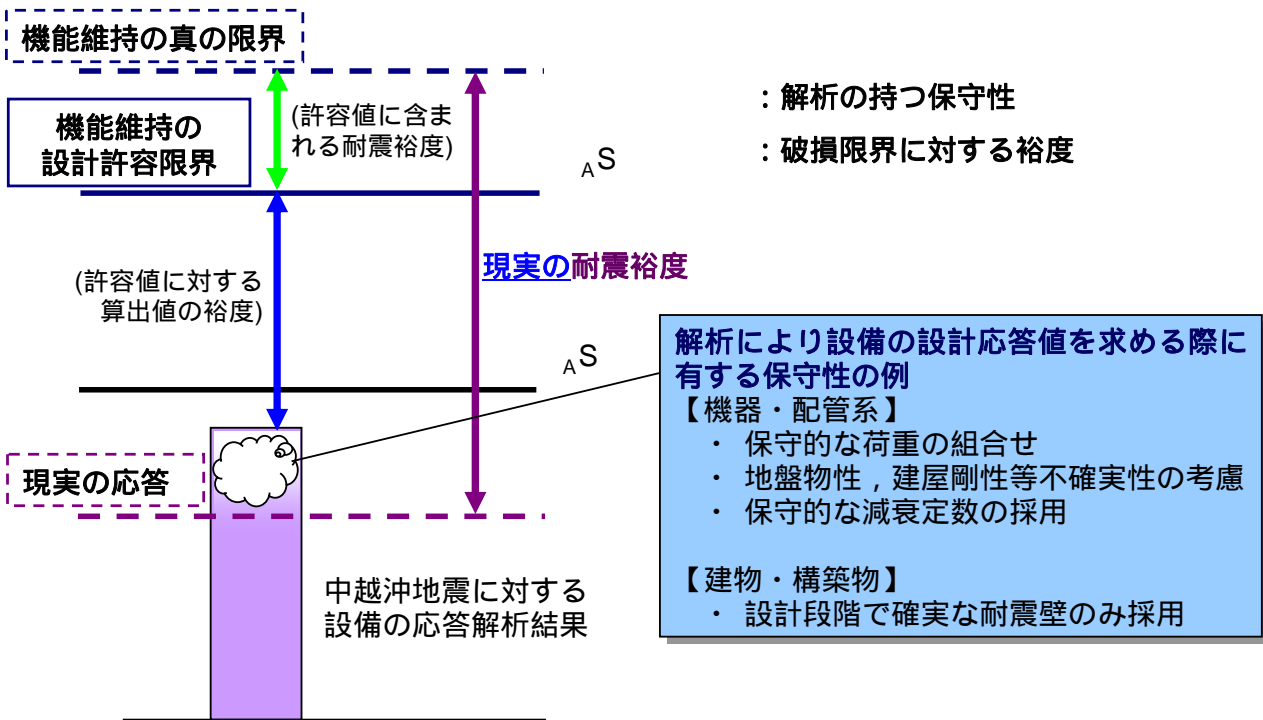 機能維持の真の限界
機能維持の
設計許容限界
(許容値に含ま
れる耐震裕度)
AS
:解析の持つ保守性
:破損限界に対する裕度
(許容値に対する
算出値の裕度)
現実の耐震裕度
AS
現実の応答
中越沖地震に対する
設備の応答解析結果
解析により設備の設計応答値を求める際に
有する保守性の例
【機器・配管系】
・ 保守的な荷重の組合せ
・ 地盤物性,建屋剛性等不確実性の考慮
・ 保守的な減衰定数の採用
【建物・構築物】
・ 設計段階で確実な耐震壁のみ採用